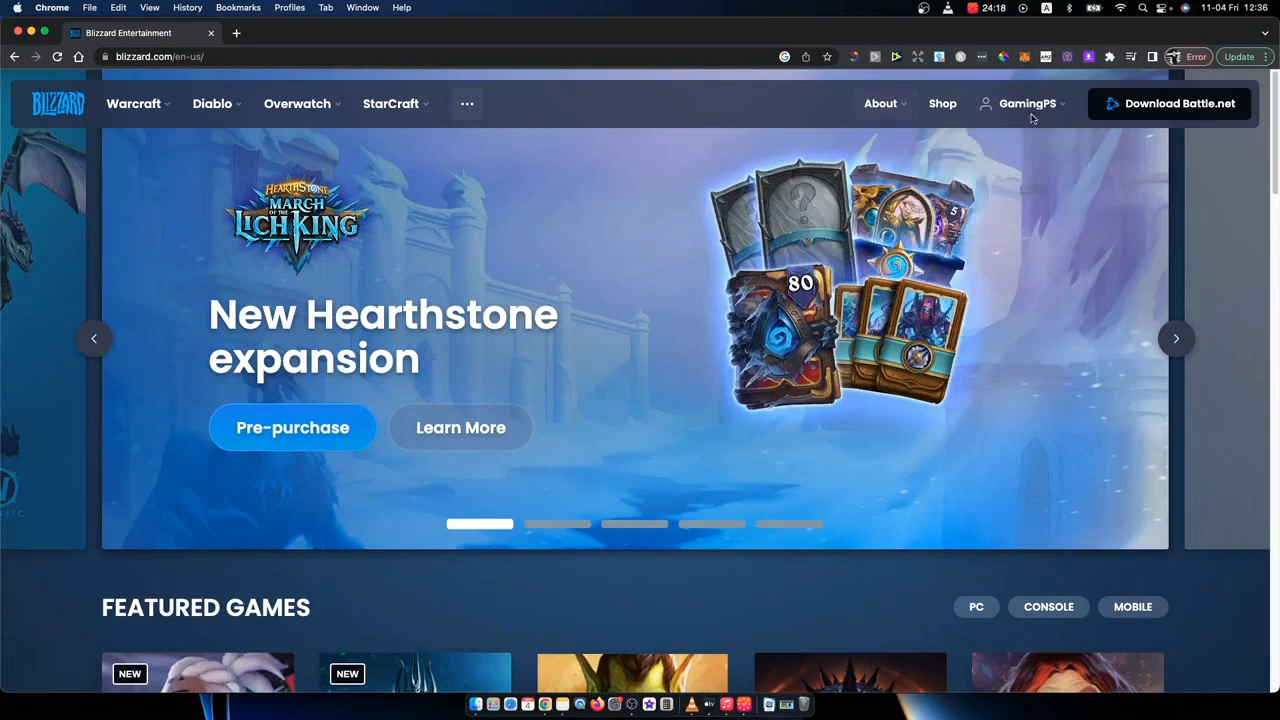 Chrome File Edit View History Bookmarks Profiles Tab Window Help 24:18 A 11-04 Fri 12:36
Blizzard Entertainment
blizzard.com/en-us/ Error Update
BLIZZARD Warcraft Diablo Overwatch StarCraft ... About Shop GamingPS Download Battle.net
HEARTHSTONE
MARCH
OF THE
LICH KING
5
80
New Hearthstone
expansion
Pre-purchase Learn More
FEATURED GAMES PC CONSOLE MOBILE
NEW NEW